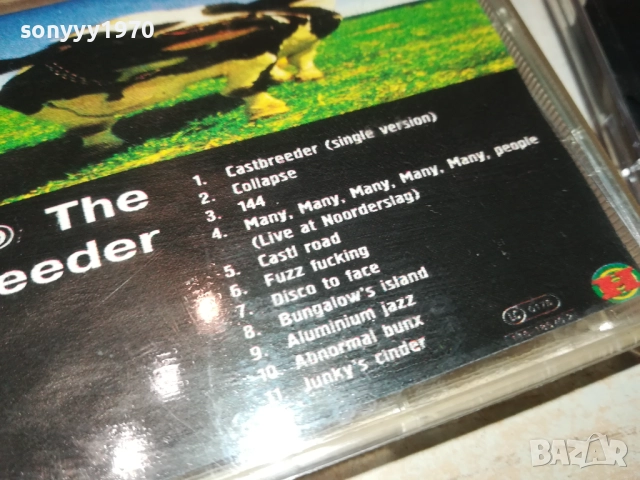 sonyyy1970
The
eeder
1. Castbreeder (single version)
2. Collapse
3. 144
4. Many, Many, Many, Many, Many, people
(Live at Noorderslag)
5. Castl road
6. Fuzz fucking
7. Disco to face
8. Bungalow's island
9. Aluminium jazz
10. Abnormal bunx
11. Junky's cinder
BAZAR